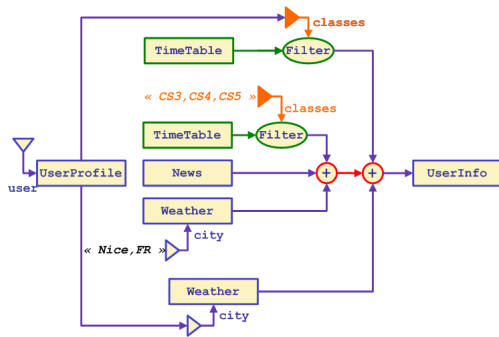 classes
TimeTable
Filter
« CS3,CS4,CS5 »
classes
TimeTable
Filter
user
UserProfile
News
+
+
UserInfo
Weather
city
« Nice,FR »
Weather
city